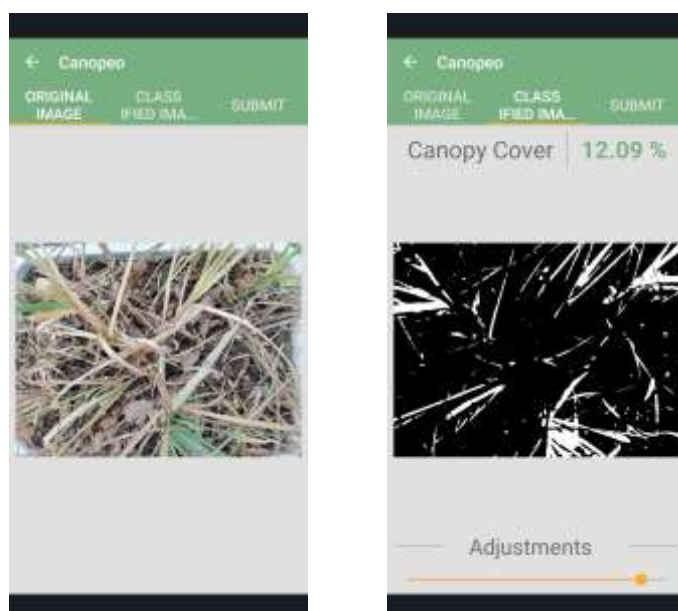 ← Canopeo
ORIGINAL IMAGE
CLASS IFIED IMA...
SUBMIT
← Canopeo
ORIGINAL IMAGE
CLASS IFIED IMA...
SUBMIT
Canopy Cover 12.09 %
Adjustments